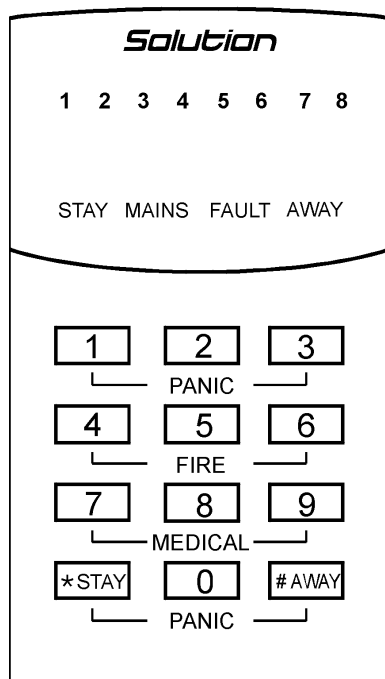 Solution
1 2 3 4 5 6 7 8
STAY MAINS FAULT AWAY
1 2 3
PANIC
4 5 6
FIRE
7 8 9
MEDICAL
*STAY 0 #AWAY
PANIC